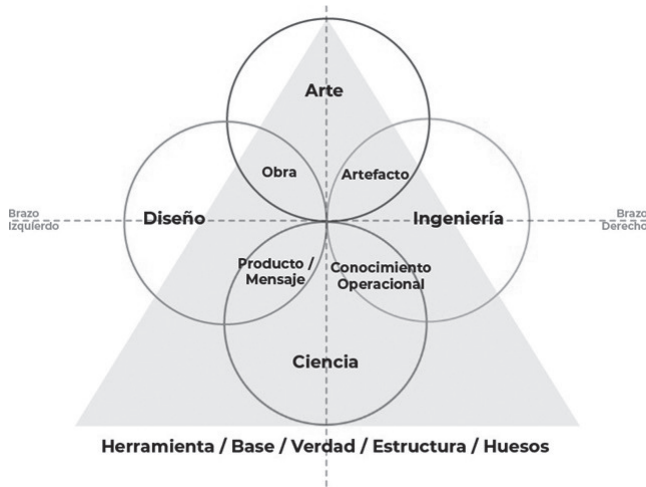 Arte
Obra
Artefacto
Brazo
Izquierdo
Diseño
Ingeniería
Brazo
Derecho
Producto /
Mensaje
Conocimiento
Operacional
Ciencia
Herramienta / Base / Verdad / Estructura / Huesos